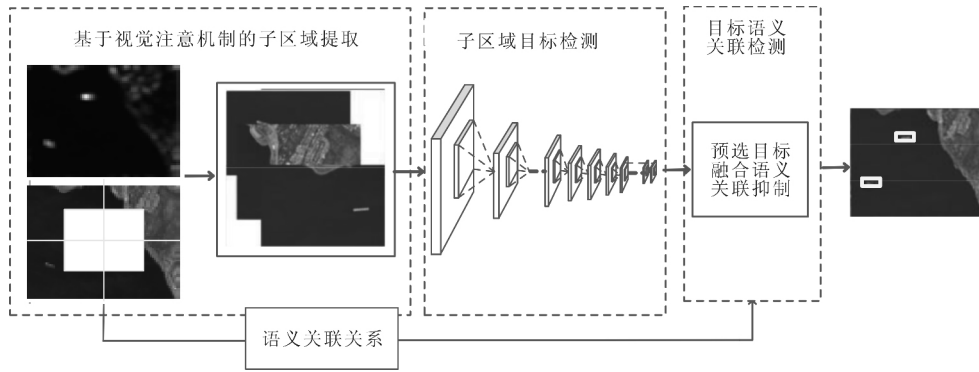 基于视觉注意机制的子区域提取
子区域目标检测
目标语义
关联检测
预选目标
融合语义
关联抑制
语义关联关系